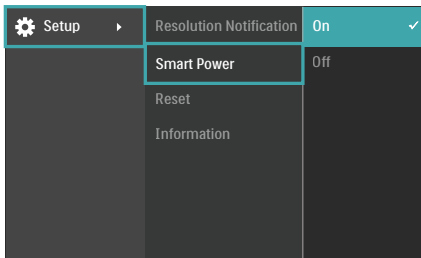 Setup
Resolution Notification
On
Smart Power
Off
Reset
Information